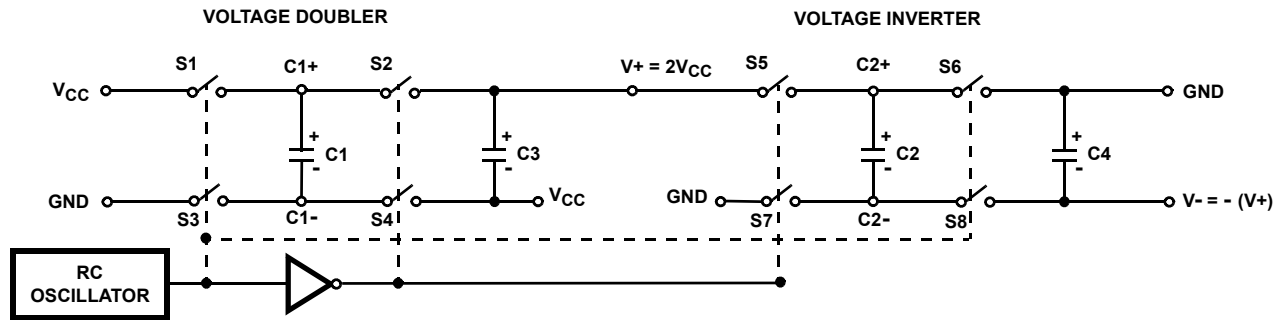 VOLTAGE DOUBLER
VOLTAGE INVERTER
S1 C1+ S2 V+ = 2VCC S5 C2+ S6
VCC GND
+ + + +
C1 C3 C2 C4
- - - -
GND VCC GND V- = - (V+)
S3 C1- S4 S7 C2- S8
RC
OSCILLATOR